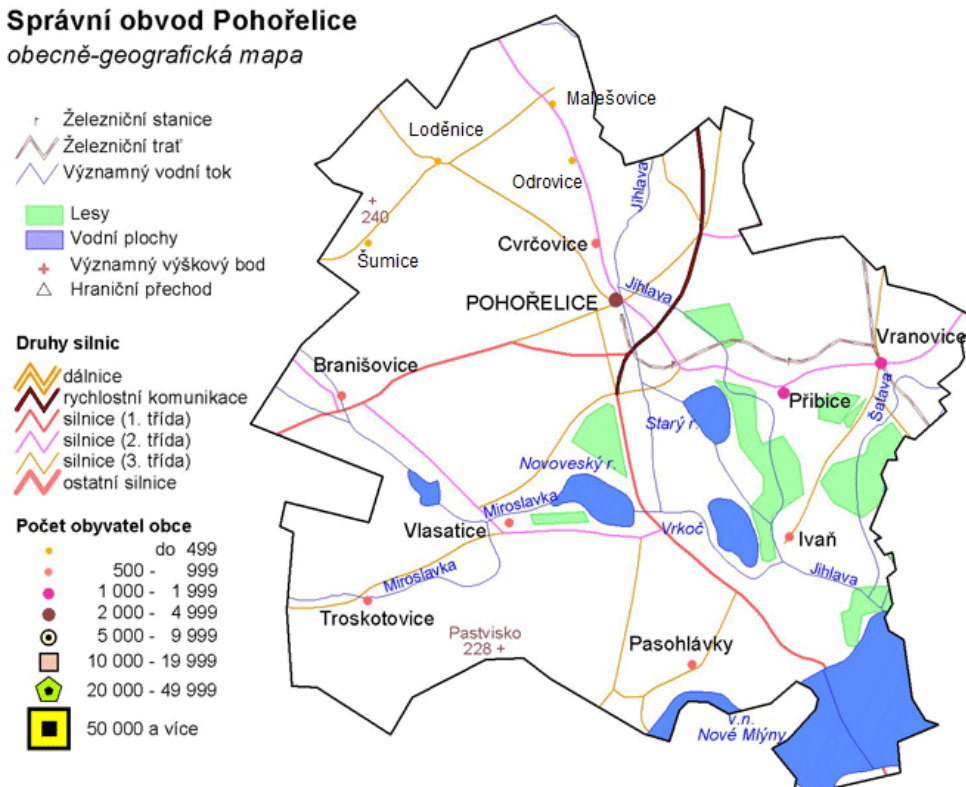 Správní obvod Pohořelice
obecně-geografická mapa
Železniční stanice
Železniční trať
Významný vodní tok
Lesy
Vodní plochy
Významný výškový bod
Hraniční přechod
Druhy silnic
dálnice
rychlostní komunikace
silnice (1. třída)
silnice (2. třída)
silnice (3. třída)
ostatní silnice
Počet obyvatel obce
do 499
500 - 999
1 000 - 1 999
2 000 - 4 999
5 000 - 9 999
10 000 - 19 999
20 000 - 49 999
50 000 a více
Malešovice
Loděnice
Odrovice
Jihlava
240
Šumice
Cvrčovice
Jihlava
POHOŘELICE
Vranovice
Branišovice
Přibice
Šatava
Starý r.
Novoveský r.
Miroslavka
Vlasatice
Vrkoč
Ivaň
Miroslavka
Jihlava
Troskotovice
Pastvisko
228
Pasohlávky
v.n.
Nové Mlýny